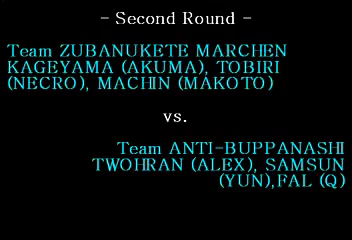 - Second Round -
Team ZUBANUKETE MARCHEN
KAGEYAMA (AKUMA), TOBIRI
(NECRO), MACHIN (MAKOTO)
vs.
Team ANTI-BUPPANASHI
TWOHRAN (ALEX), SAMSUN
(YUN),FAL (Q)